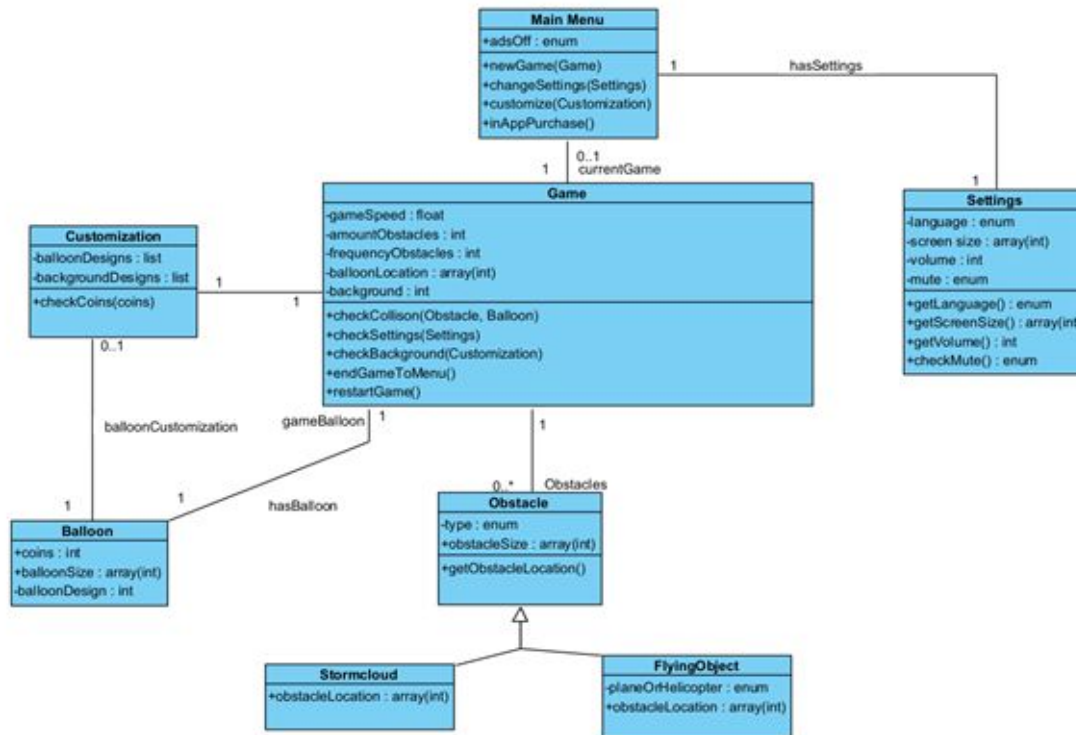 Main Menu
+adsOff : enum
+newGame(Game)
+changeSettings(Settings)
+customize(Customization)
+inAppPurchase()
1
hasSettings
1
0..1
currentGame
1
Game
-gameSpeed : float
-amountObstacles : int
-frequencyObstacles : int
-balloonLocation : array(int)
-background : int
+checkCollison(Obstacle, Balloon)
+checkSettings(Settings)
+checkBackground(Customization)
+endGameToMenu()
+restartGame()
Settings
-language : enum
-screen size : array(int)
-volume : int
-mute : enum
+getLanguage() : enum
+getScreenSize() : array(int
+getVolume() : int
+checkMute() : enum
Customization
-balloonDesigns : list
-backgroundDesigns : list
+checkCoins(coins)
1
1
0..1
balloonCustomization
1
gameBalloon
1
1
hasBalloon
1
0..*
Obstacles
Balloon
+coins : int
+balloonSize : array(int)
-balloonDesign : int
Obstacle
-type : enum
+obstacleSize : array(int)
+getObstacleLocation()
Stormcloud
+obstacleLocation : array(int)
FlyingObject
-planeOrHelicopter : enum
+obstacleLocation : array(int)